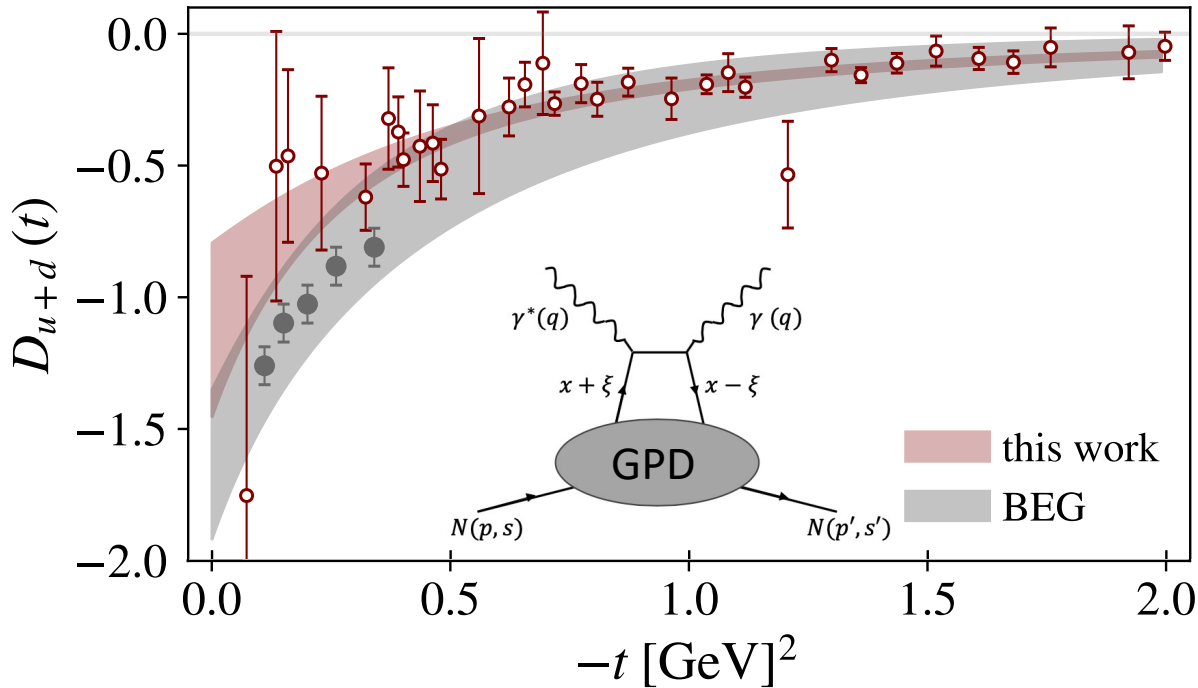 0.0
−0.5
−1.0
−1.5
−2.0
D_{u+d}(t)
γ*(q)
γ (q)
x + ξ
x − ξ
GPD
N(p, s)
N(p′, s′)
this work
BEG
0.0 0.5 1.0 1.5 2.0
−t [GeV]²